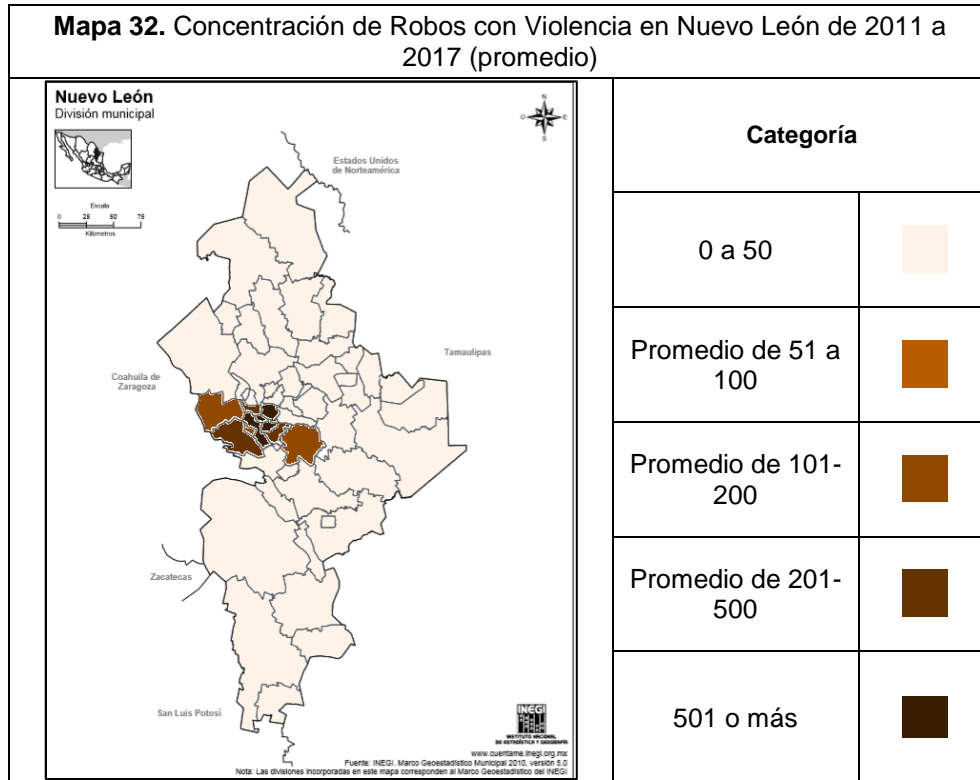 Mapa 32. Concentración de Robos con Violencia en Nuevo León de 2011 a
2017 (promedio)
Nuevo León
División municipal
N
O
E
S
Escala
0 25 50 75
Kilómetros
Estados Unidos
de Norteamérica
Tamaulipas
Coahuila de
Zaragoza
Zacatecas
San Luis Potosí
INEGI
INSTITUTO NACIONAL
DE ESTADÍSTICA Y GEOGRAFÍA
www.cuentame.inegi.org.mx
Fuente: INEGI. Marco Geoestadístico Municipal 2010, versión 5.0
Nota: Las divisiones incorporadas en este mapa corresponden al Marco Geoestadístico del INEGI
Categoría
0 a 50
Promedio de 51 a
100
Promedio de 101-
200
Promedio de 201-
500
501 o más